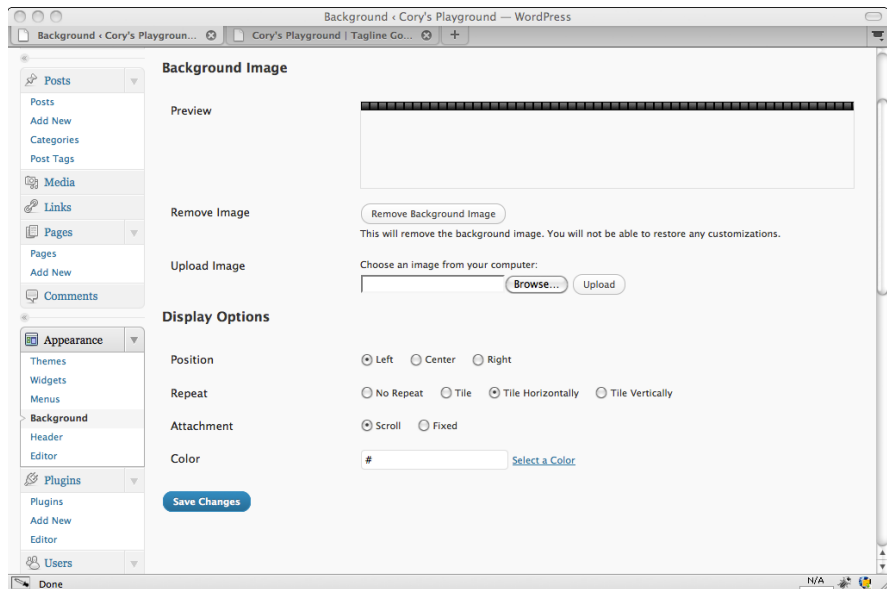 Background ‹ Cory's Playground — WordPress
Background ‹ Cory's Playgroun...
Cory's Playground | Tagline Go...
+
Posts
Posts
Add New
Categories
Post Tags
Media
Links
Pages
Pages
Add New
Comments
Appearance
Themes
Widgets
Menus
Background
Header
Editor
Plugins
Plugins
Add New
Editor
Users
Background Image
Preview
Remove Image
Remove Background Image
This will remove the background image. You will not be able to restore any customizations.
Upload Image
Choose an image from your computer:
Browse... Upload
Display Options
Position
Left Center Right
Repeat
No Repeat Tile Tile Horizontally Tile Vertically
Attachment
Scroll Fixed
Color
# Select a Color
Save Changes
Done
N/A